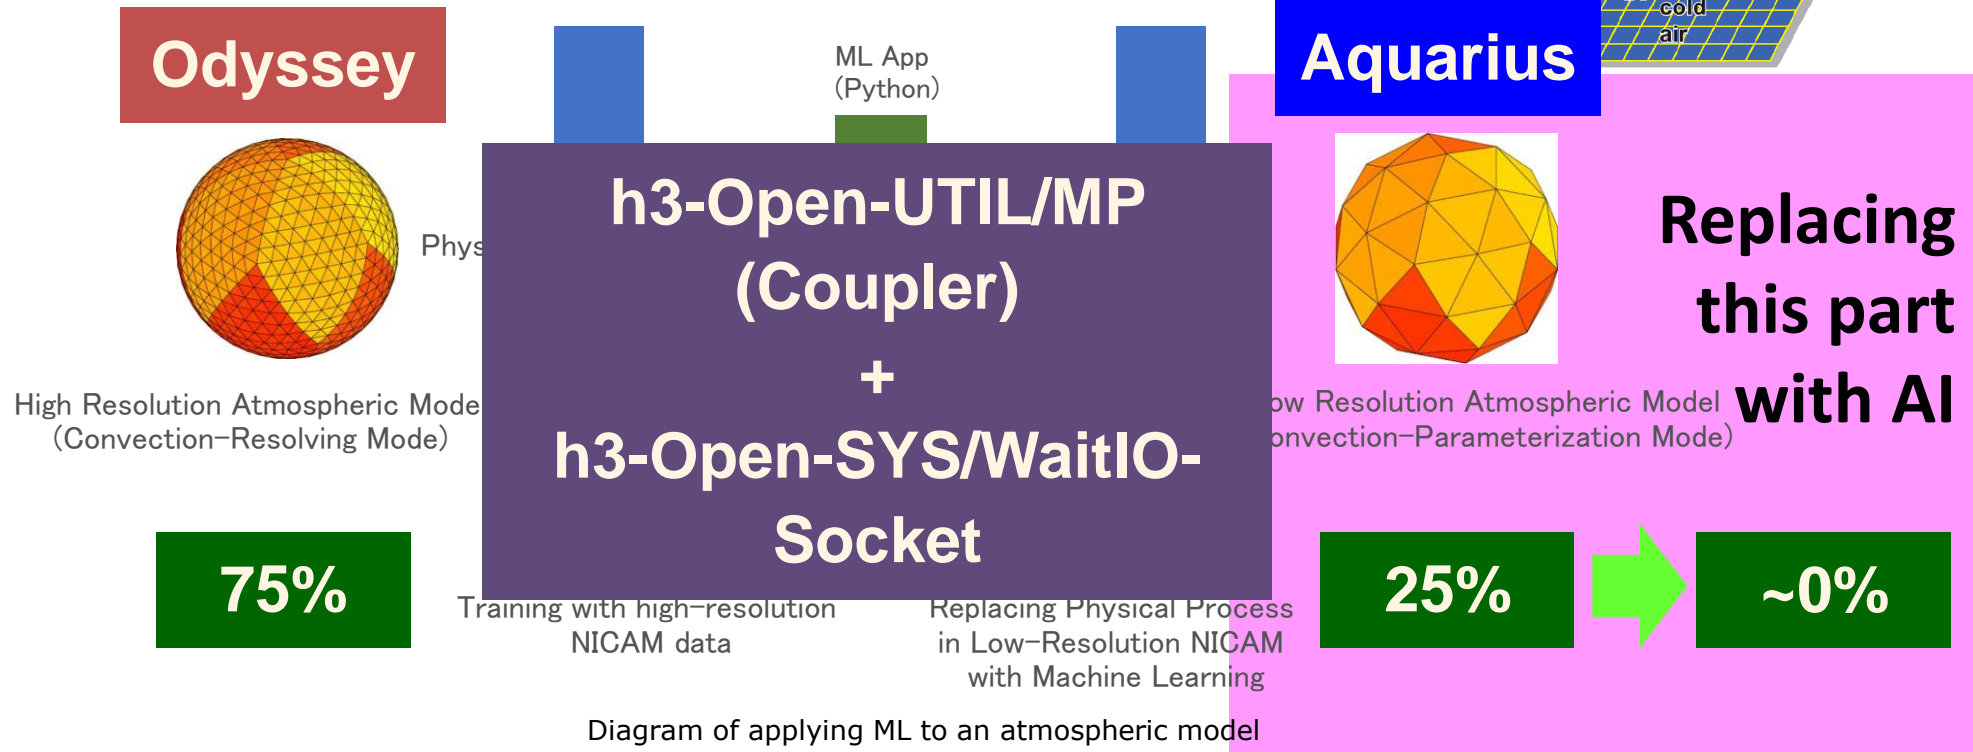 cold
air
Odyssey
ML App
(Python)
Aquarius
h3-Open-UTIL/MP
(Coupler)
+
h3-Open-SYS/WaitIO-
Socket
Phys
Replacing
this part
with AI
High Resolution Atmospheric Mode
(Convection-Resolving Mode)
ow Resolution Atmospheric Model
onvection-Parameterization Mode)
75%
25%
~0%
Training with high-resolution
NICAM data
Replacing Physical Process
in Low-Resolution NICAM
with Machine Learning
Diagram of applying ML to an atmospheric model